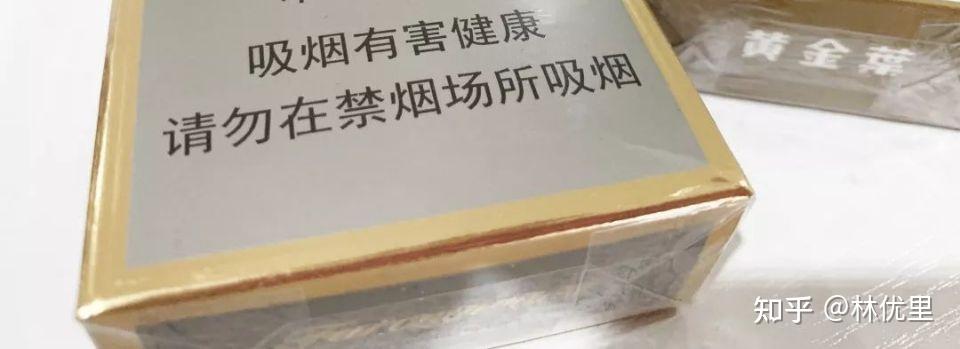 吸烟有害健康
请勿在禁烟场所吸烟
黄金葉
知乎 @林优里